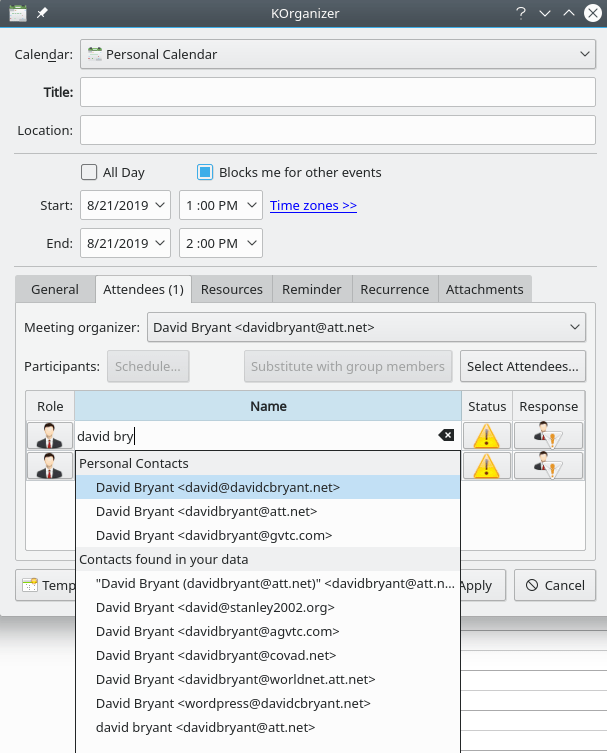 KOrganizer
Calendar: Personal Calendar
Title:
Location:
All Day Blocks me for other events
Start: 8/21/2019 1 :00 PM Time zones >>
End: 8/21/2019 2 :00 PM
General Attendees (1) Resources Reminder Recurrence Attachments
Meeting organizer: David Bryant <davidbryant@att.net>
Participants: Schedule... Substitute with group members Select Attendees...
Role Name Status Response
david bry
Personal Contacts
David Bryant <david@davidcbryant.net>
David Bryant <davidbryant@att.net>
David Bryant <davidbryant@gvtc.com>
Contacts found in your data
"David Bryant (davidbryant@att.net)" <davidbryant@att.n...
Temp Apply Cancel
David Bryant <david@stanley2002.org>
David Bryant <davidbryant@agvtc.com>
David Bryant <davidbryant@covad.net>
David Bryant <davidbryant@worldnet.att.net>
David Bryant <wordpress@davidcbryant.net>
david bryant <davidbryant@att.net>